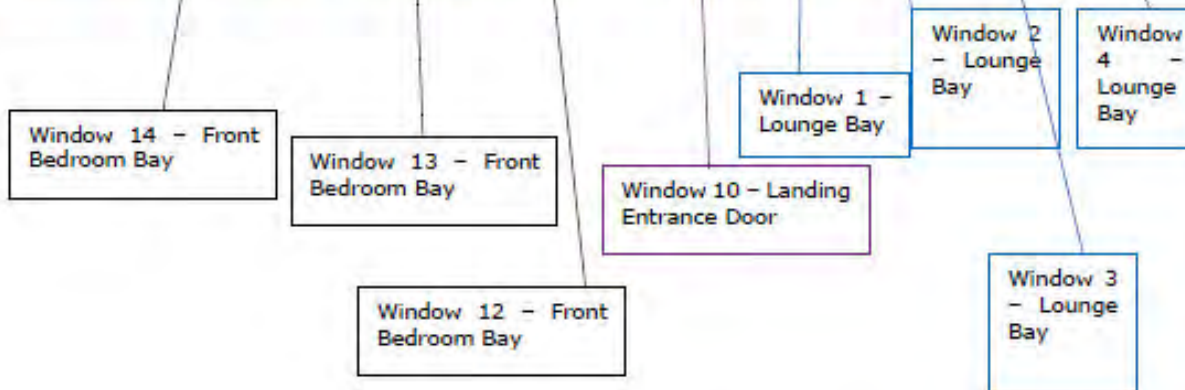 Window 14 – Front
Bedroom Bay
Window 13 – Front
Bedroom Bay
Window 12 – Front
Bedroom Bay
Window 10 – Landing
Entrance Door
Window 1 –
Lounge Bay
Window 2
– Lounge
Bay
Window 3
– Lounge
Bay
Window
4 –
Lounge
Bay